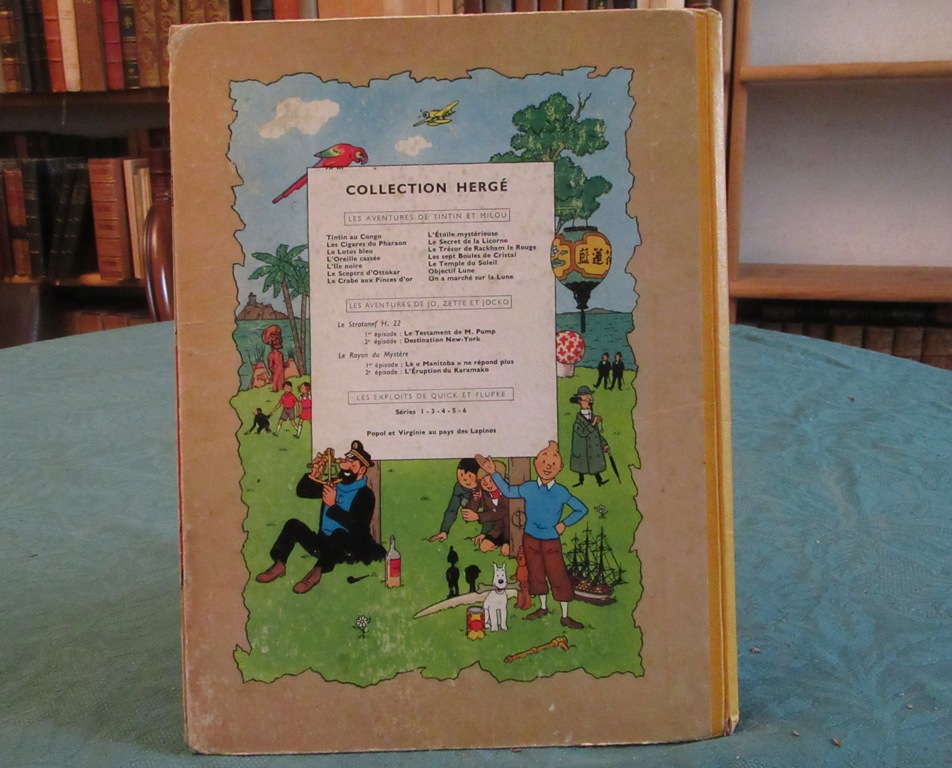 COLLECTION HERGÉ
LES AVENTURES DE TINTIN ET MILOU
Tintin au Congo
Les Cigares du Pharaon
Le Lotus bleu
L'Oreille cassée
L'Île noire
Le Sceptre d'Ottokar
Le Crabe aux Pinces d'or
L'Étoile mystérieuse
Le Secret de la Licorne
Le Trésor de Rackham le Rouge
Les sept Boules de Cristal
Le Temple du Soleil
Objectif Lune
On a marché sur la Lune
LES AVENTURES DE JO, ZETTE ET JOCKO
Le Stratonef H. 22
1er épisode : Le Testament de M. Pump
2e épisode : Destination New-York
Le Rayon du Mystère
1er épisode : Le « Manitoba » ne répond plus
2e épisode : L'Éruption du Karamako
LES EXPLOITS DE QUICK ET FLUPKE
Séries 1 - 3 - 4 - 5 - 6
Popol et Virginie au pays des Lapinos